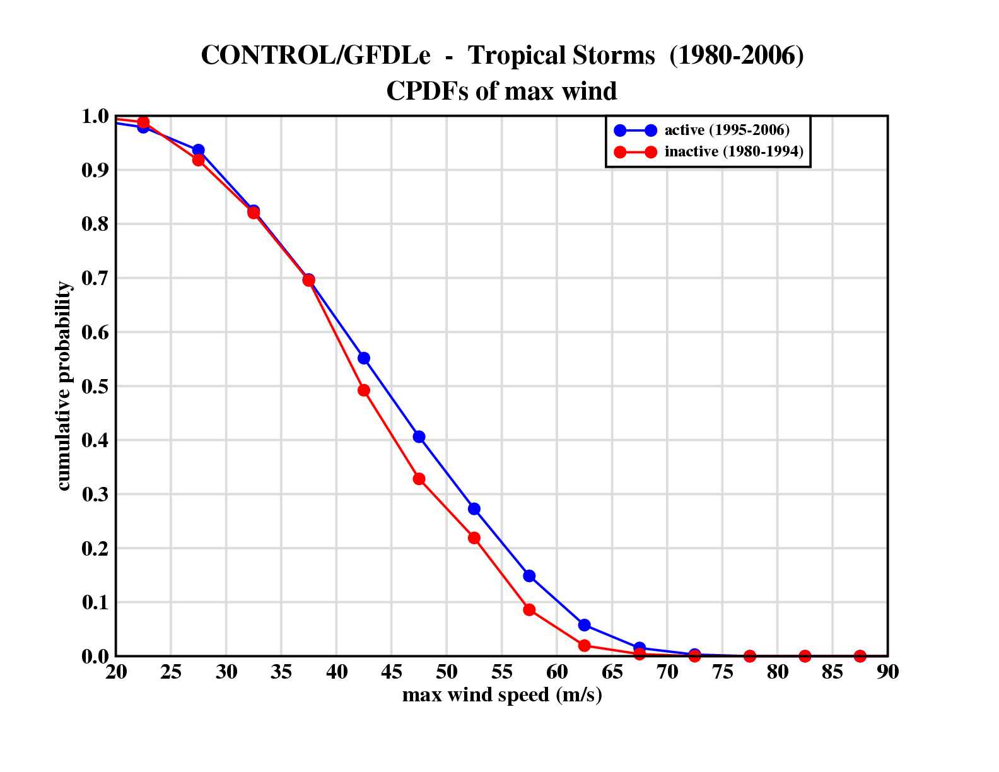 CONTROL/GFDLe - Tropical Storms (1980-2006)
CPDFs of max wind
active (1995-2006)
inactive (1980-1994)
1.0
0.9
0.8
0.7
0.6
0.5
0.4
0.3
0.2
0.1
0.0
cumulative probability
20 25 30 35 40 45 50 55 60 65 70 75 80 85 90
max wind speed (m/s)